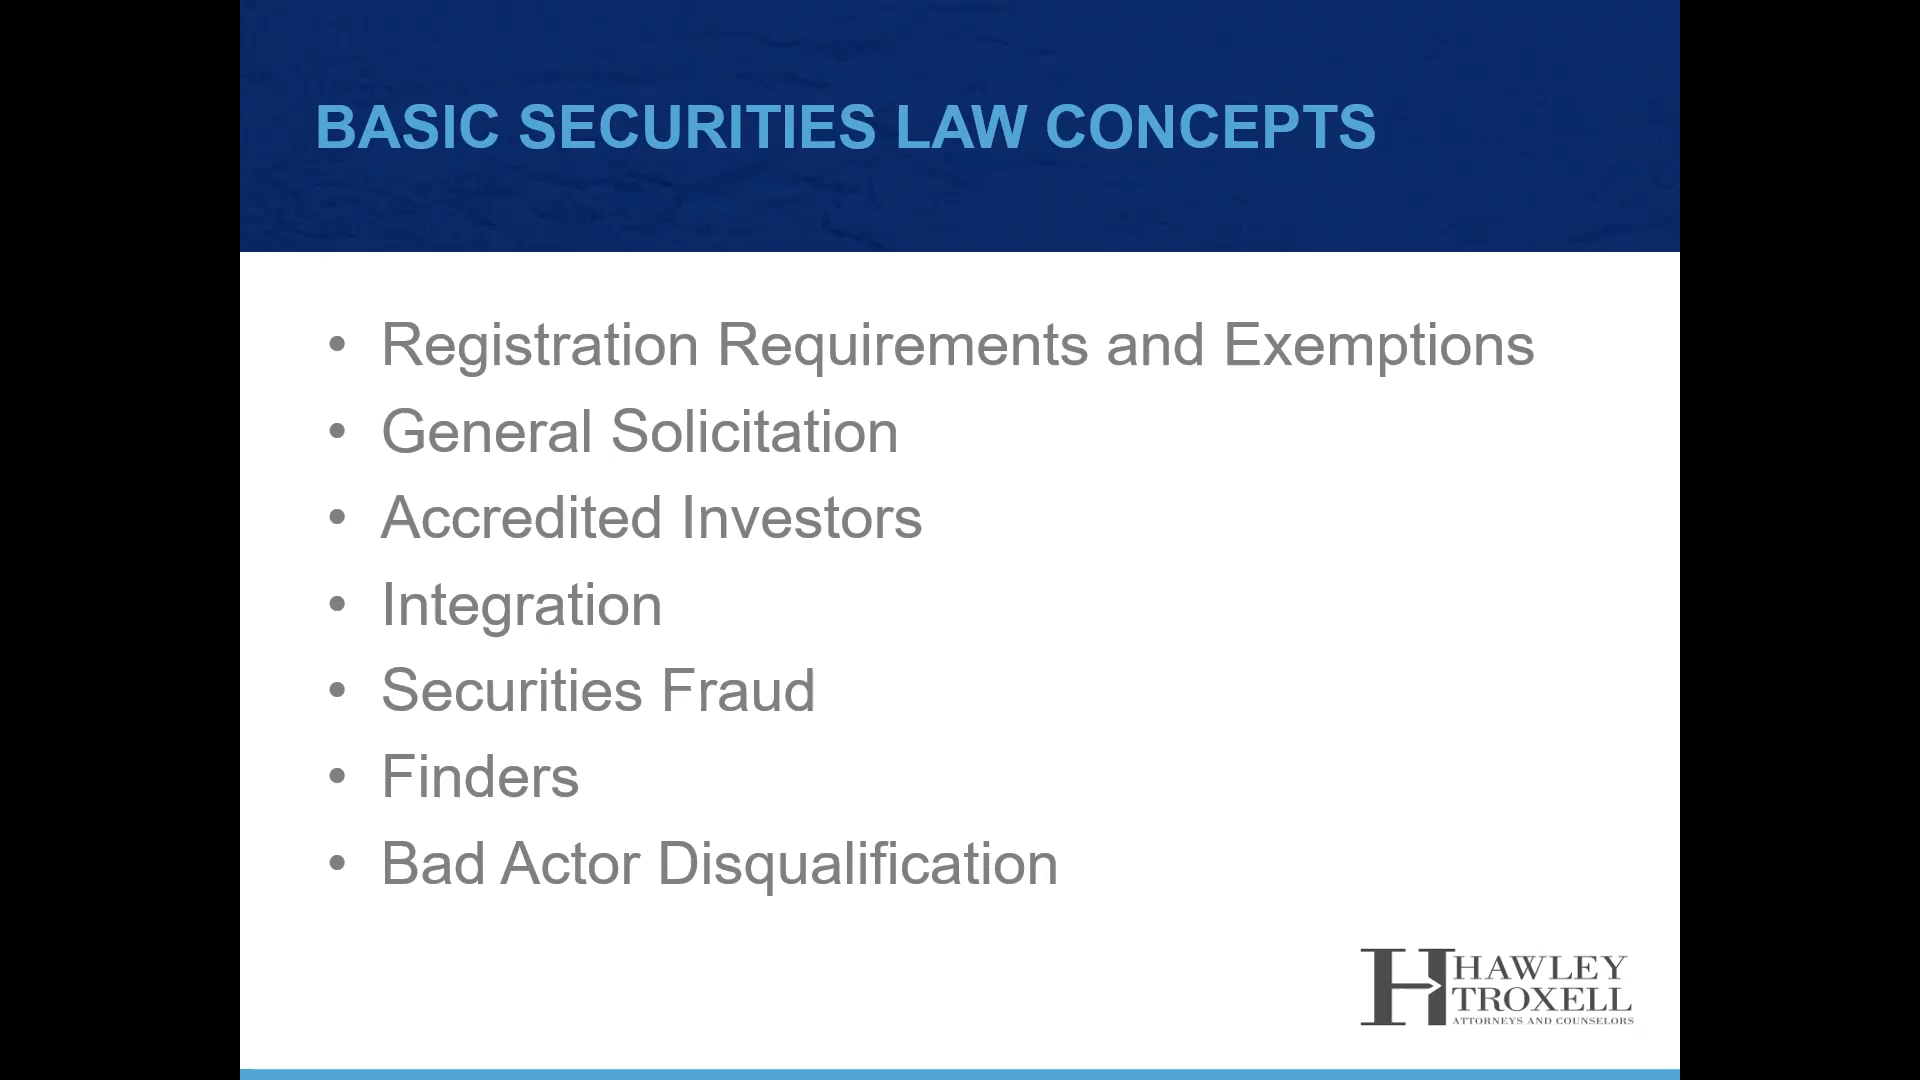 BASIC SECURITIES LAW CONCEPTS
• Registration Requirements and Exemptions
• General Solicitation
• Accredited Investors
• Integration
• Securities Fraud
• Finders
• Bad Actor Disqualification
HAWLEY
TROXELL
ATTORNEYS AND COUNSELORS